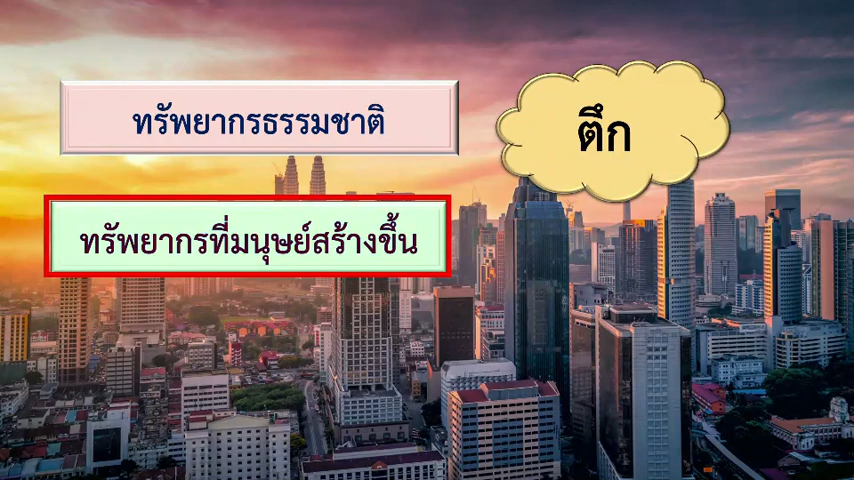 ทรัพยากรธรรมชาติ
ตึก
ทรัพยากรที่มนุษย์สร้างขึ้น